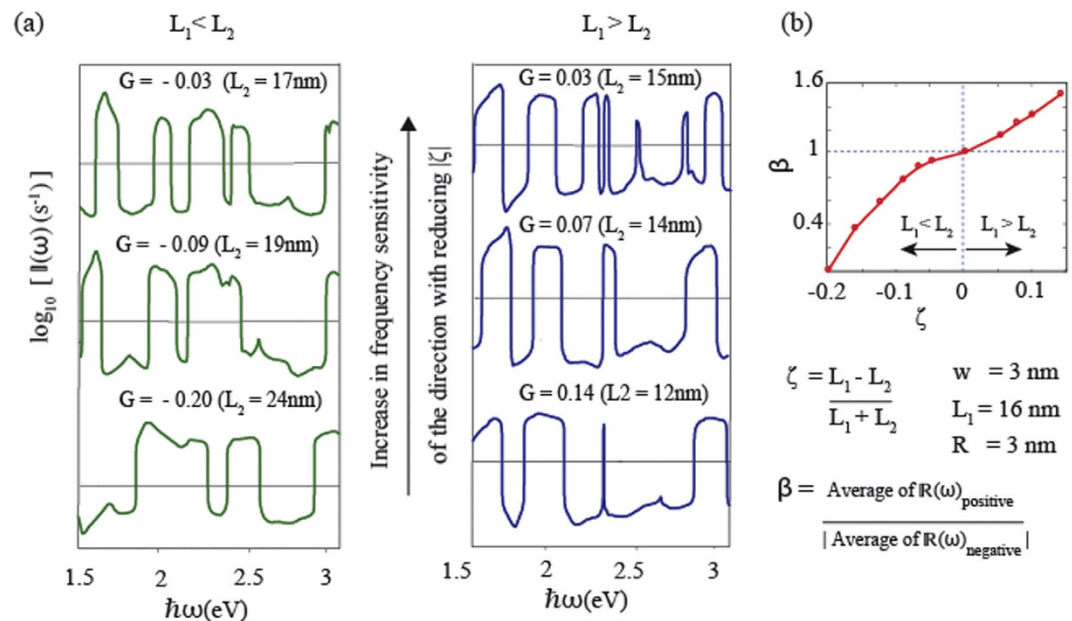 (a)
L₁ < L₂
L₁ > L₂
(b)
log₁₀ [ 𝕀(ω) (s⁻¹) ]
G = - 0.03 (L₂ = 17nm)
G = - 0.09 (L₂ = 19nm)
G = - 0.20 (L₂ = 24nm)
1.5 2 2.5 3
ħω(eV)
Increase in frequency sensitivity
of the direction with reducing |ζ|
G = 0.03 (L₂ = 15nm)
G = 0.07 (L₂ = 14nm)
G = 0.14 (L2 = 12nm)
1.5 2 2.5 3
ħω(eV)
1.6
1
0.4
β
L₁ < L₂
L₁ > L₂
-0.2 -0.1 0 0.1
ζ
ζ = L₁ - L₂
L₁ + L₂
w = 3 nm
L₁ = 16 nm
R = 3 nm
β = Average of ℝ(ω)positive
| Average of ℝ(ω)negative |